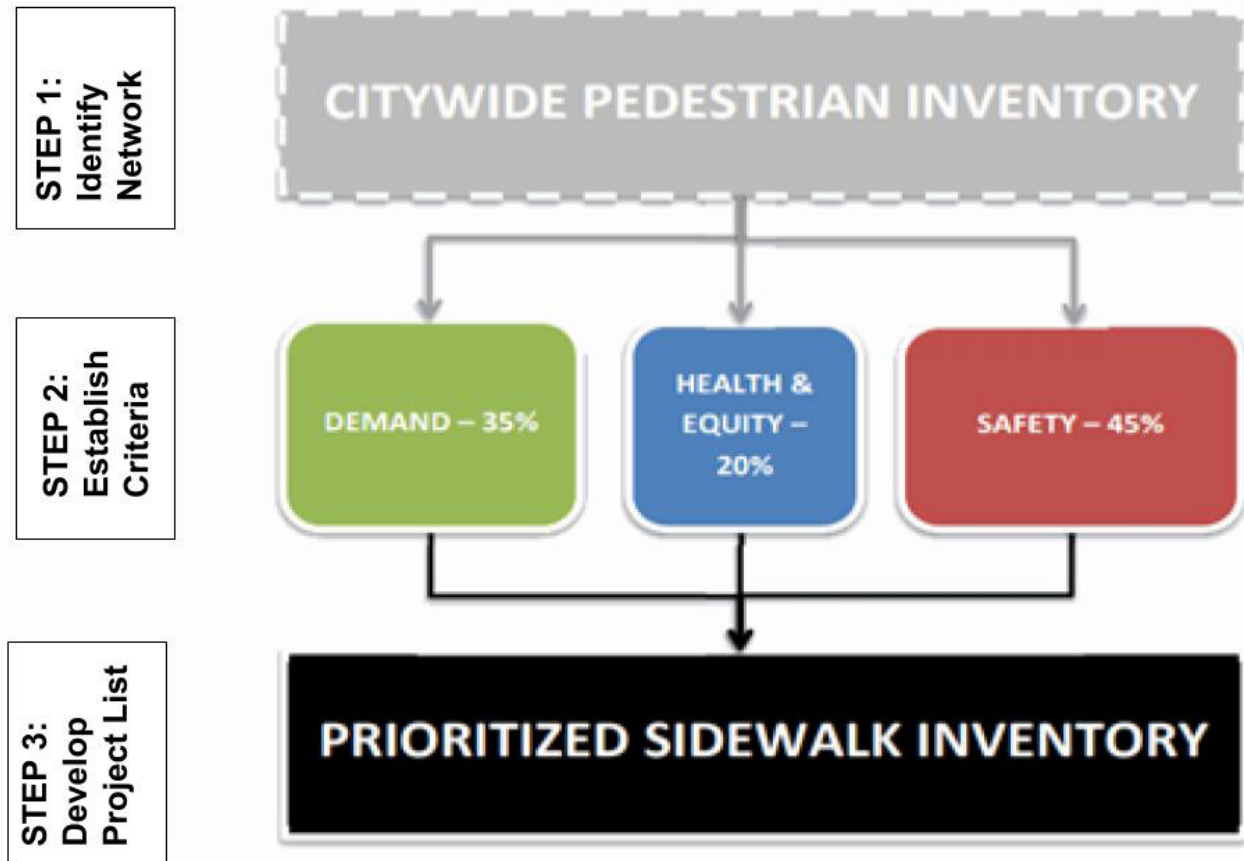 STEP 1:
Identify
Network
CITYWIDE PEDESTRIAN INVENTORY
STEP 2:
Establish
Criteria
DEMAND – 35%
HEALTH &
EQUITY –
20%
SAFETY – 45%
STEP 3:
Develop
Project List
PRIORITIZED SIDEWALK INVENTORY